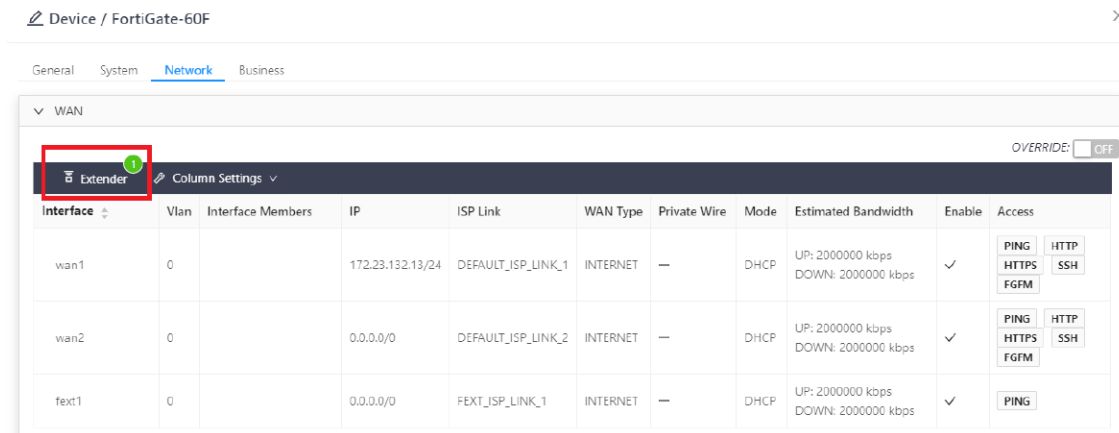 Device / FortiGate-60F
General System Network Business
WAN
OVERRIDE: OFF
Extender 1 Column Settings
Interface Vlan Interface Members IP ISP Link WAN Type Private Wire Mode Estimated Bandwidth Enable Access
wan1 0 172.23.132.13/24 DEFAULT_ISP_LINK_1 INTERNET — DHCP UP: 2000000 kbps DOWN: 2000000 kbps PING HTTP HTTPS SSH FGFM
wan2 0 0.0.0.0/0 DEFAULT_ISP_LINK_2 INTERNET — DHCP UP: 2000000 kbps DOWN: 2000000 kbps PING HTTP HTTPS SSH FGFM
fext1 0 0.0.0.0/0 FEXT_ISP_LINK_1 INTERNET — DHCP UP: 2000000 kbps DOWN: 2000000 kbps PING